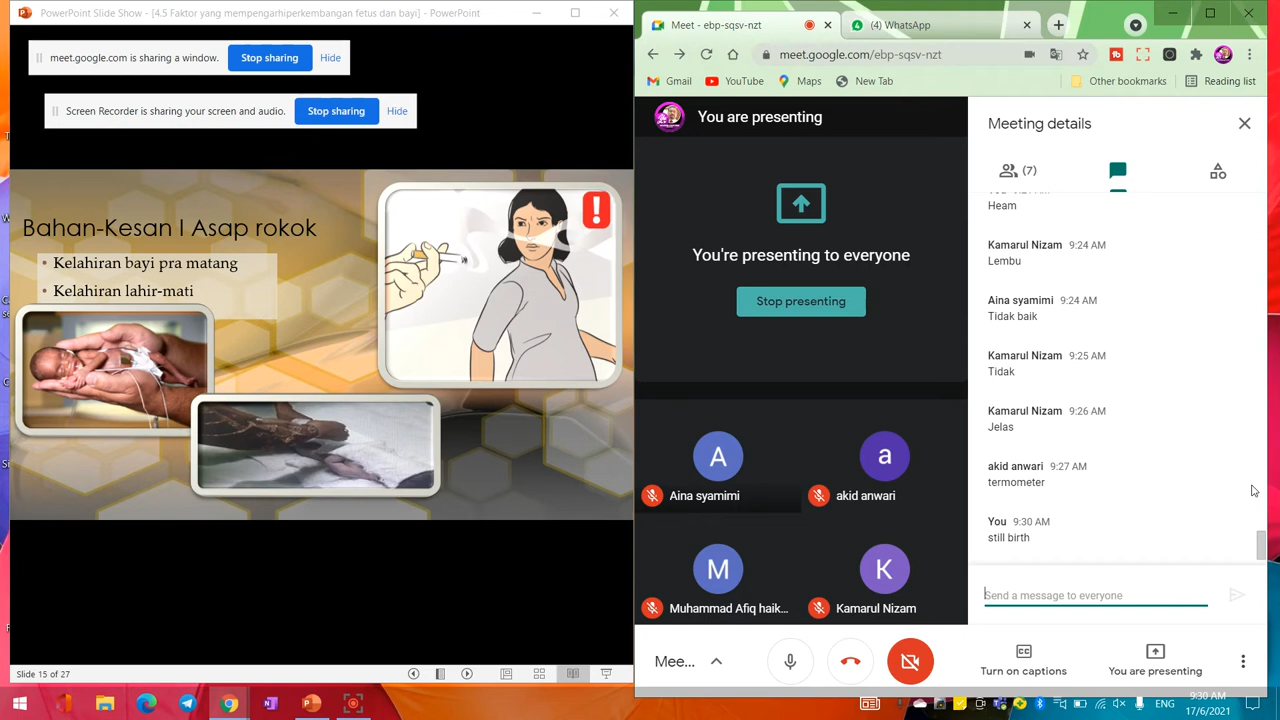 PowerPoint Slide Show - [4.5 Faktor yang mempengarhiperkembangan fetus dan bayi] - PowerPoint
meet.google.com is sharing a window.
Stop sharing
Hide
Screen Recorder is sharing your screen and audio.
Stop sharing
Hide
Bahan-Kesan I Asap rokok
• Kelahiran bayi pra matang
• Kelahiran lahir-mati
!
Slide 15 of 27
Meet - ebp-sqsv-nzt
(4) WhatsApp
meet.google.com/ebp-sqsv-nzt
Gmail
YouTube
Maps
New Tab
Other bookmarks
Reading list
You are presenting
You're presenting to everyone
Stop presenting
A
Aina syamimi
a
akid anwari
M
Muhammad Afiq haik...
K
Kamarul Nizam
Meeting details
(7)
Heam
Kamarul Nizam 9:24 AM
Lembu
Aina syamimi 9:24 AM
Tidak baik
Kamarul Nizam 9:25 AM
Tidak
Kamarul Nizam 9:26 AM
Jelas
akid anwari 9:27 AM
termometer
You 9:30 AM
still birth
Send a message to everyone
Mee...
Turn on captions
You are presenting
ENG
9:30 AM
17/6/2021